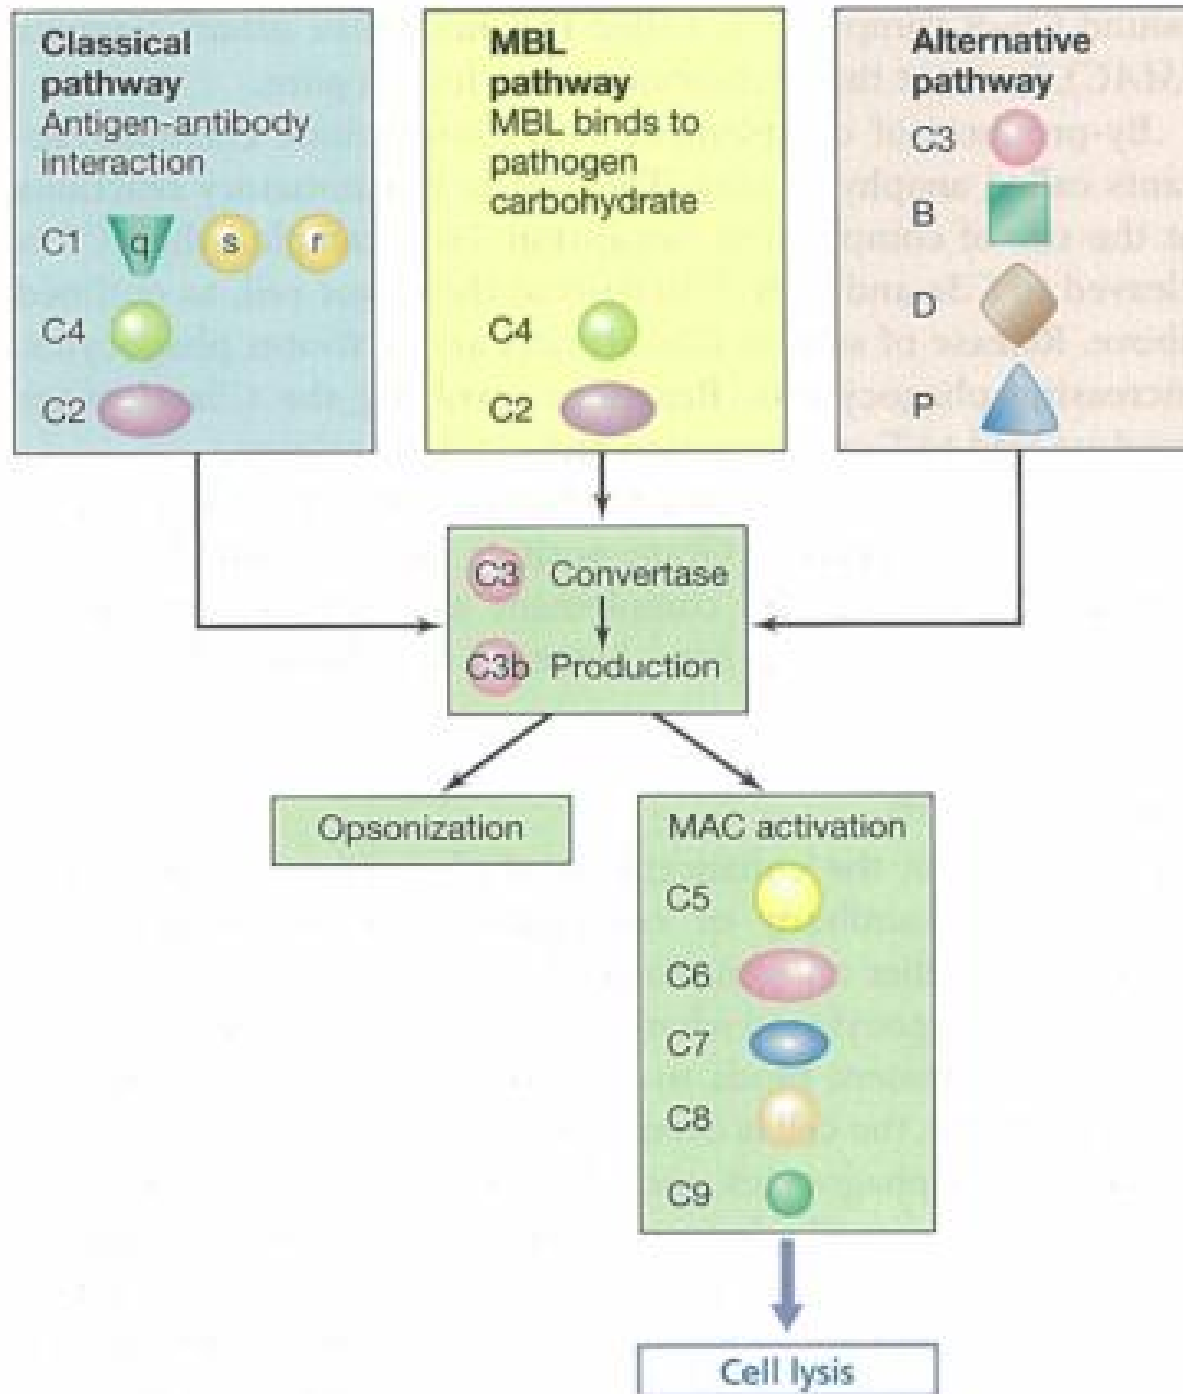 Classical
pathway
Antigen-antibody
interaction
C1 q s r
C4
C2
MBL
pathway
MBL binds to
pathogen
carbohydrate
C4
C2
Alternative
pathway
C3
B
D
P
C3 Convertase
C3b Production
Opsonization
MAC activation
C5
C6
C7
C8
C9
Cell lysis